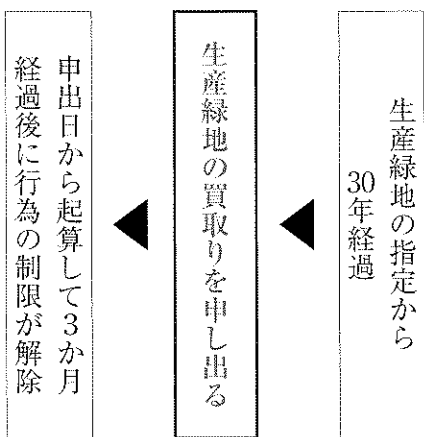 生産緑地の指定から
30年経過
生産緑地の買取りを申し出る
申出日から起算して3か月
経過後に行為の制限が解除